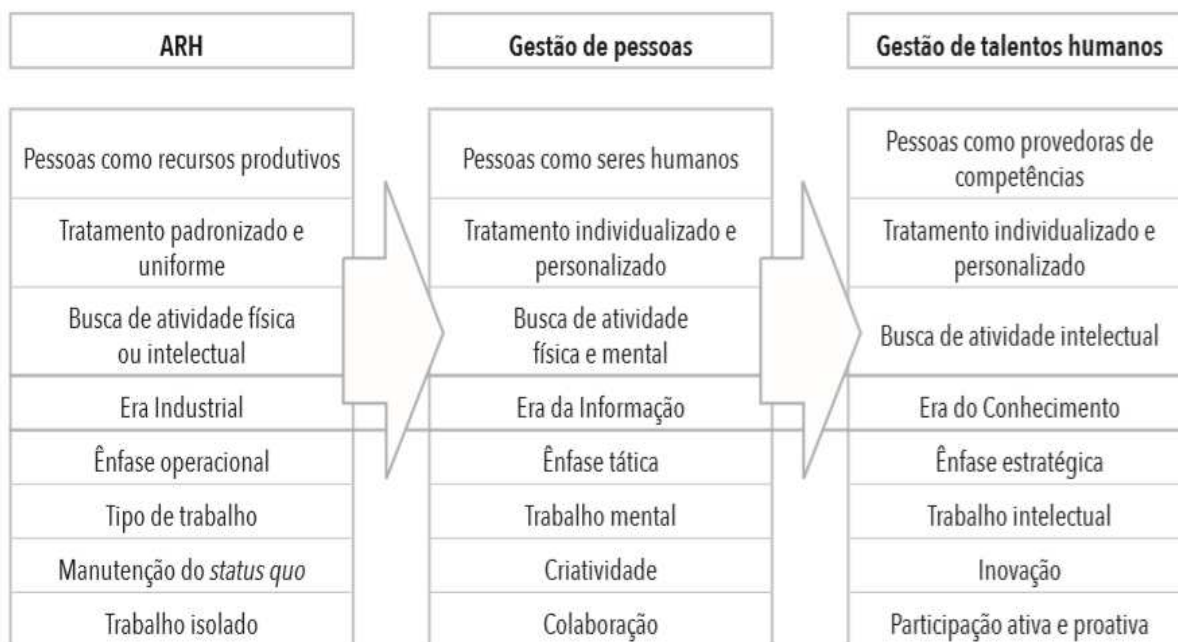 ARH
Gestão de pessoas
Gestão de talentos humanos
Pessoas como recursos produtivos
Tratamento padronizado e
uniforme
Busca de atividade física
ou intelectual
Era Industrial
Ênfase operacional
Tipo de trabalho
Manutenção do status quo
Trabalho isolado
Pessoas como seres humanos
Tratamento individualizado e
personalizado
Busca de atividade
física e mental
Era da Informação
Ênfase tática
Trabalho mental
Criatividade
Colaboração
Pessoas como provedoras de
competências
Tratamento individualizado e
personalizado
Busca de atividade intelectual
Era do Conhecimento
Ênfase estratégica
Trabalho intelectual
Inovação
Participação ativa e proativa